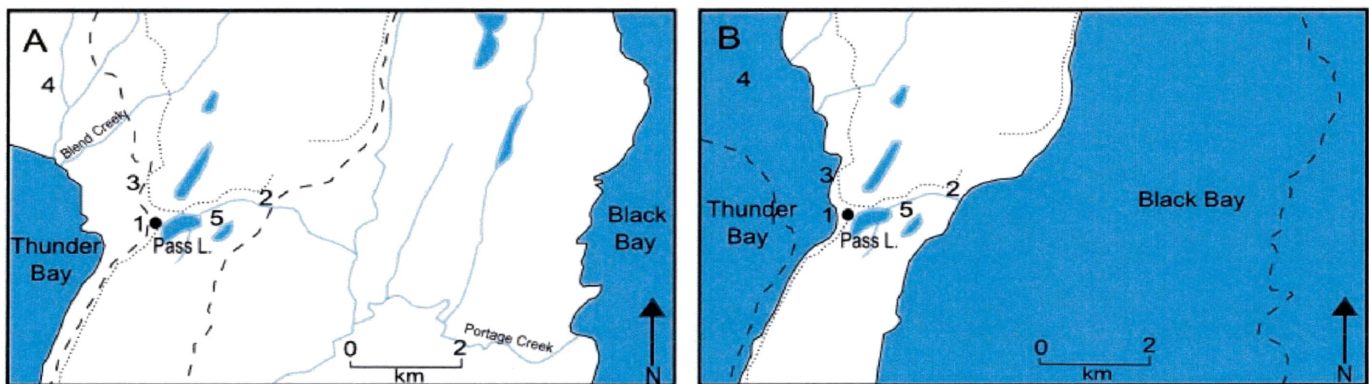 A
4
Blend Creek
3
2
1
5
Pass L.
Thunder
Bay
Black
Bay
Portage Creek
0 2
km
N
B
4
3
2
1
5
Pass L.
Thunder
Bay
Black Bay
0 2
km
N